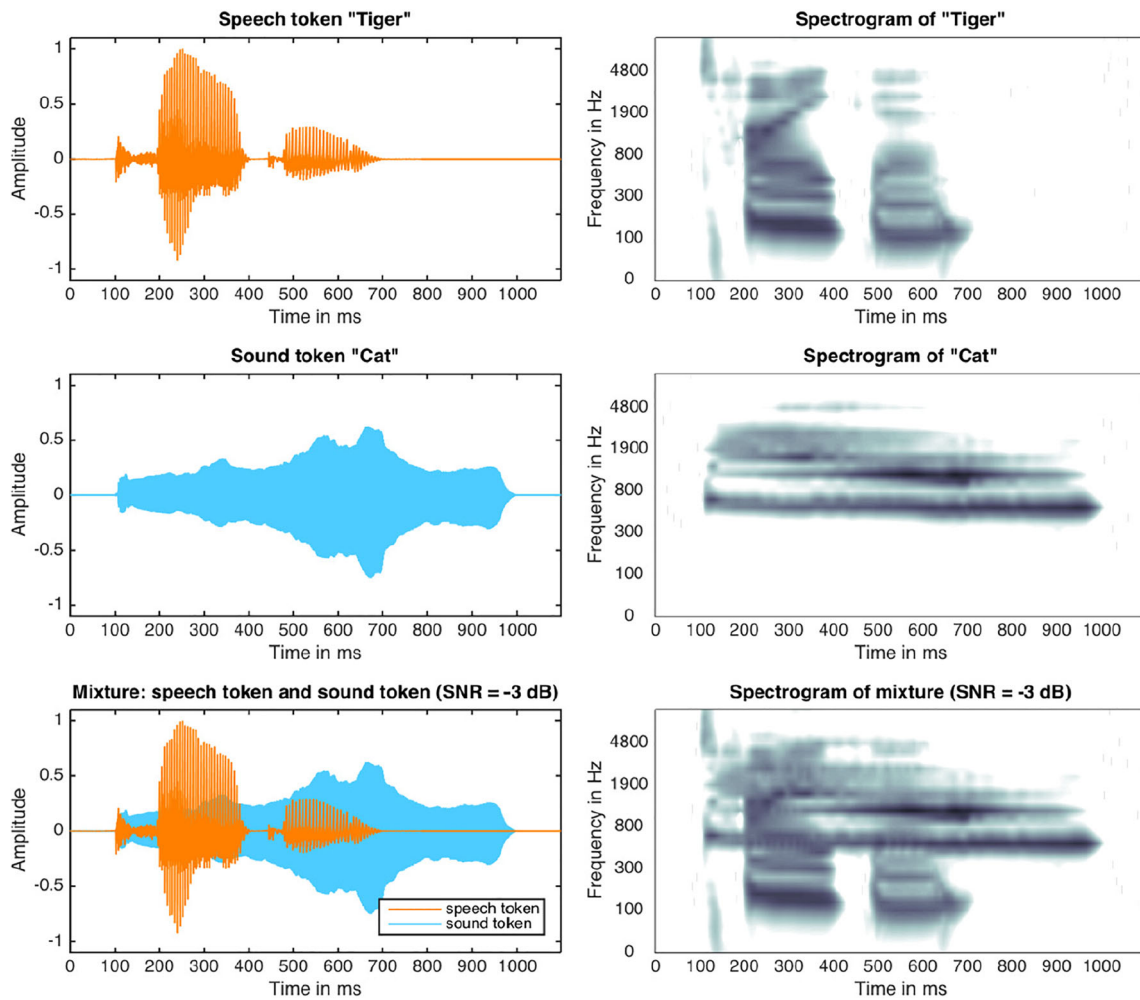 Speech token "Tiger"
1
0.5
0
-0.5
-1
Amplitude
0 100 200 300 400 500 600 700 800 900 1000
Time in ms
Spectrogram of "Tiger"
4800
1900
800
300
100
0
Frequency in Hz
0 100 200 300 400 500 600 700 800 900 1000
Time in ms
Sound token "Cat"
1
0.5
0
-0.5
-1
Amplitude
0 100 200 300 400 500 600 700 800 900 1000
Time in ms
Spectrogram of "Cat"
4800
1900
800
300
100
0
Frequency in Hz
0 100 200 300 400 500 600 700 800 900 1000
Time in ms
Mixture: speech token and sound token (SNR = -3 dB)
1
0.5
0
-0.5
-1
Amplitude
speech token
sound token
0 100 200 300 400 500 600 700 800 900 1000
Time in ms
Spectrogram of mixture (SNR = -3 dB)
4800
1900
800
300
100
0
Frequency in Hz
0 100 200 300 400 500 600 700 800 900 1000
Time in ms